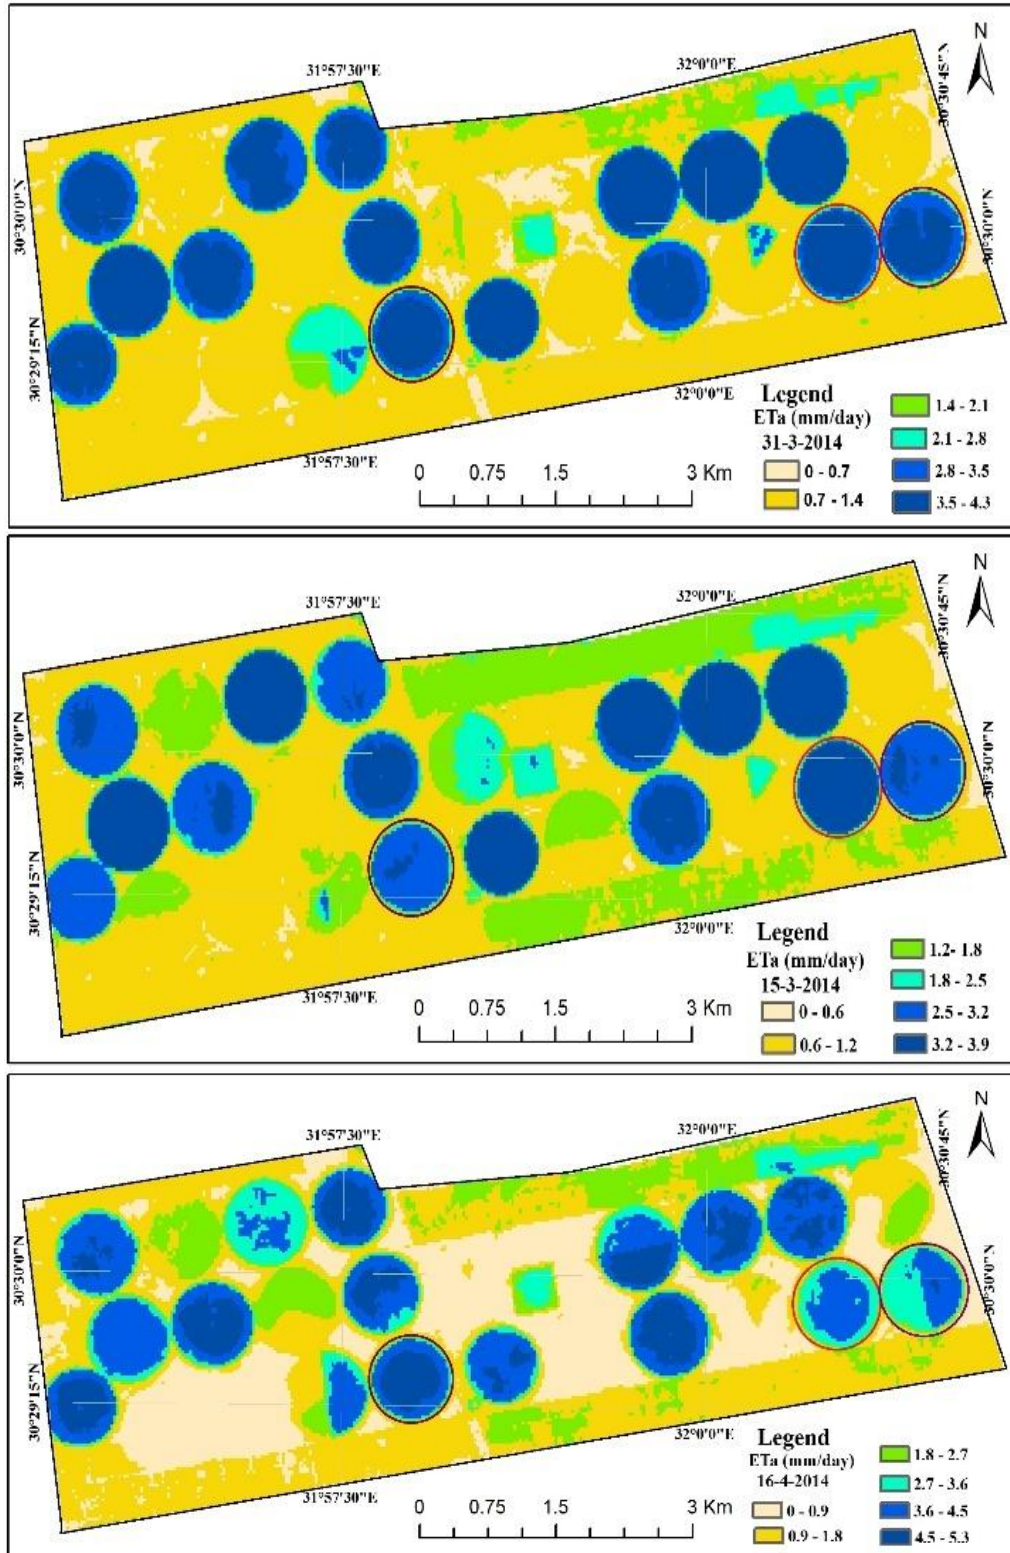 N
31°57'30"E
32°0'0"E
30°30'45"N
30°30'0"N
30°30'0"N
30°29'15"N
32°0'0"E
31°57'30"E
0 0.75 1.5 3 Km
Legend
ETa (mm/day)
31-3-2014
0 - 0.7
0.7 - 1.4
1.4 - 2.1
2.1 - 2.8
2.8 - 3.5
3.5 - 4.3
N
31°57'30"E
32°0'0"E
30°30'45"N
30°30'0"N
30°30'0"N
30°29'15"N
32°0'0"E
31°57'30"E
0 0.75 1.5 3 Km
Legend
ETa (mm/day)
15-3-2014
0 - 0.6
0.6 - 1.2
1.2- 1.8
1.8 - 2.5
2.5 - 3.2
3.2 - 3.9
N
31°57'30"E
32°0'0"E
30°30'45"N
30°30'0"N
30°30'0"N
30°29'15"N
32°0'0"E
31°57'30"E
0 0.75 1.5 3 Km
Legend
ETa (mm/day)
16-4-2014
0 - 0.9
0.9 - 1.8
1.8 - 2.7
2.7 - 3.6
3.6 - 4.5
4.5 - 5.3